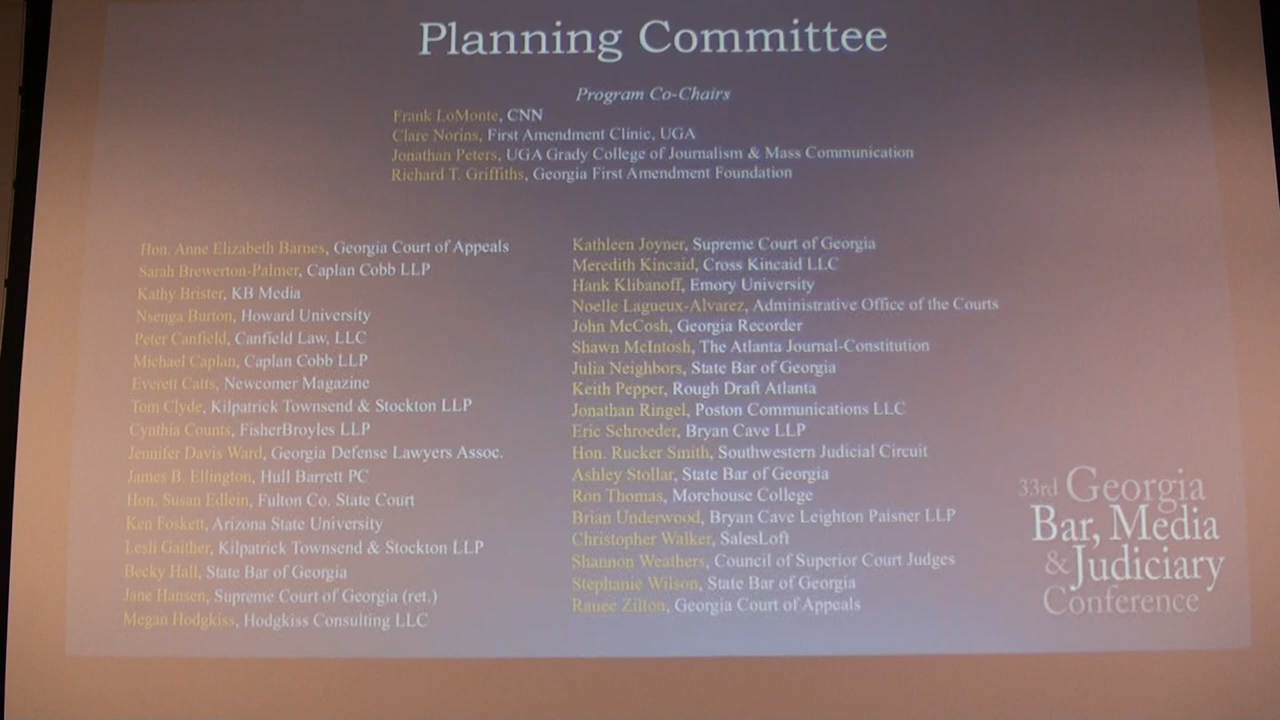 Planning Committee
Program Co-Chairs
Frank LoMonte, CNN
Clare Norins, First Amendment Clinic, UGA
Jonathan Peters, UGA Grady College of Journalism & Mass Communication
Richard T. Griffiths, Georgia First Amendment Foundation
Hon. Anne Elizabeth Barnes, Georgia Court of Appeals
Sarah Brewerton-Palmer, Caplan Cobb LLP
Kathy Brister, KB Media
Nsenga Burton, Howard University
Peter Canfield, Canfield Law, LLC
Michael Caplan, Caplan Cobb LLP
Everett Catts, Newcomer Magazine
Tom Clyde, Kilpatrick Townsend & Stockton LLP
Cynthia Counts, FisherBroyles LLP
Jennifer Davis Ward, Georgia Defense Lawyers Assoc.
James B. Ellington, Hull Barrett PC
Hon. Susan Edlein, Fulton Co. State Court
Ken Foskett, Arizona State University
Lesli Gaither, Kilpatrick Townsend & Stockton LLP
Becky Hall, State Bar of Georgia
Jane Hansen, Supreme Court of Georgia (ret.)
Megan Hodgkiss, Hodgkiss Consulting LLC
Kathleen Joyner, Supreme Court of Georgia
Meredith Kincaid, Cross Kincaid LLC
Hank Klibanoff, Emory University
Noelle Lagueux-Alvarez, Administrative Office of the Courts
John McCosh, Georgia Recorder
Shawn McIntosh, The Atlanta Journal-Constitution
Julia Neighbors, State Bar of Georgia
Keith Pepper, Rough Draft Atlanta
Jonathan Ringel, Poston Communications LLC
Eric Schroeder, Bryan Cave LLP
Hon. Rucker Smith, Southwestern Judicial Circuit
Ashley Stollar, State Bar of Georgia
Ron Thomas, Morehouse College
Brian Underwood, Bryan Cave Leighton Paisner LLP
Christopher Walker, SalesLoft
Shannon Weathers, Council of Superior Court Judges
Stephanie Wilson, State Bar of Georgia
Renee Zifton, Georgia Court of Appeals
33rd Georgia
Bar, Media
& Judiciary
Conference